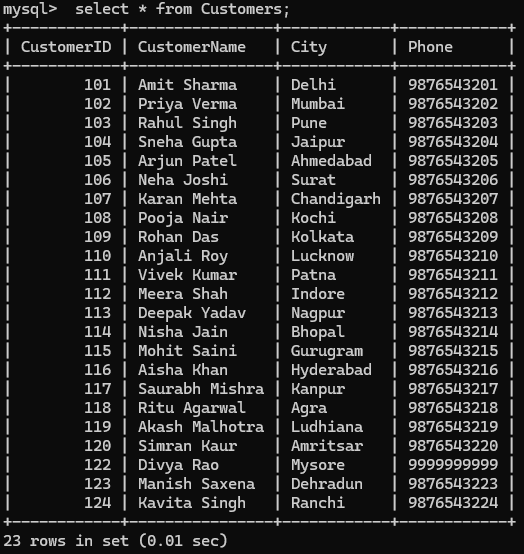 mysql>  select * from Customers;
+------------+----------------+------------+------------+
| CustomerID | CustomerName   | City       | Phone      |
+------------+----------------+------------+------------+
|        101 | Amit Sharma    | Delhi      | 9876543201 |
|        102 | Priya Verma    | Mumbai     | 9876543202 |
|        103 | Rahul Singh    | Pune       | 9876543203 |
|        104 | Sneha Gupta    | Jaipur     | 9876543204 |
|        105 | Arjun Patel    | Ahmedabad  | 9876543205 |
|        106 | Neha Joshi     | Surat      | 9876543206 |
|        107 | Karan Mehta    | Chandigarh | 9876543207 |
|        108 | Pooja Nair     | Kochi      | 9876543208 |
|        109 | Rohan Das      | Kolkata    | 9876543209 |
|        110 | Anjali Roy     | Lucknow    | 9876543210 |
|        111 | Vivek Kumar    | Patna      | 9876543211 |
|        112 | Meera Shah     | Indore     | 9876543212 |
|        113 | Deepak Yadav   | Nagpur     | 9876543213 |
|        114 | Nisha Jain     | Bhopal     | 9876543214 |
|        115 | Mohit Saini    | Gurugram   | 9876543215 |
|        116 | Aisha Khan     | Hyderabad  | 9876543216 |
|        117 | Saurabh Mishra | Kanpur     | 9876543217 |
|        118 | Ritu Agarwal   | Agra       | 9876543218 |
|        119 | Akash Malhotra | Ludhiana   | 9876543219 |
|        120 | Simran Kaur    | Amritsar   | 9876543220 |
|        122 | Divya Rao      | Mysore     | 9999999999 |
|        123 | Manish Saxena  | Dehradun   | 9876543223 |
|        124 | Kavita Singh   | Ranchi     | 9876543224 |
+------------+----------------+------------+------------+
23 rows in set (0.01 sec)